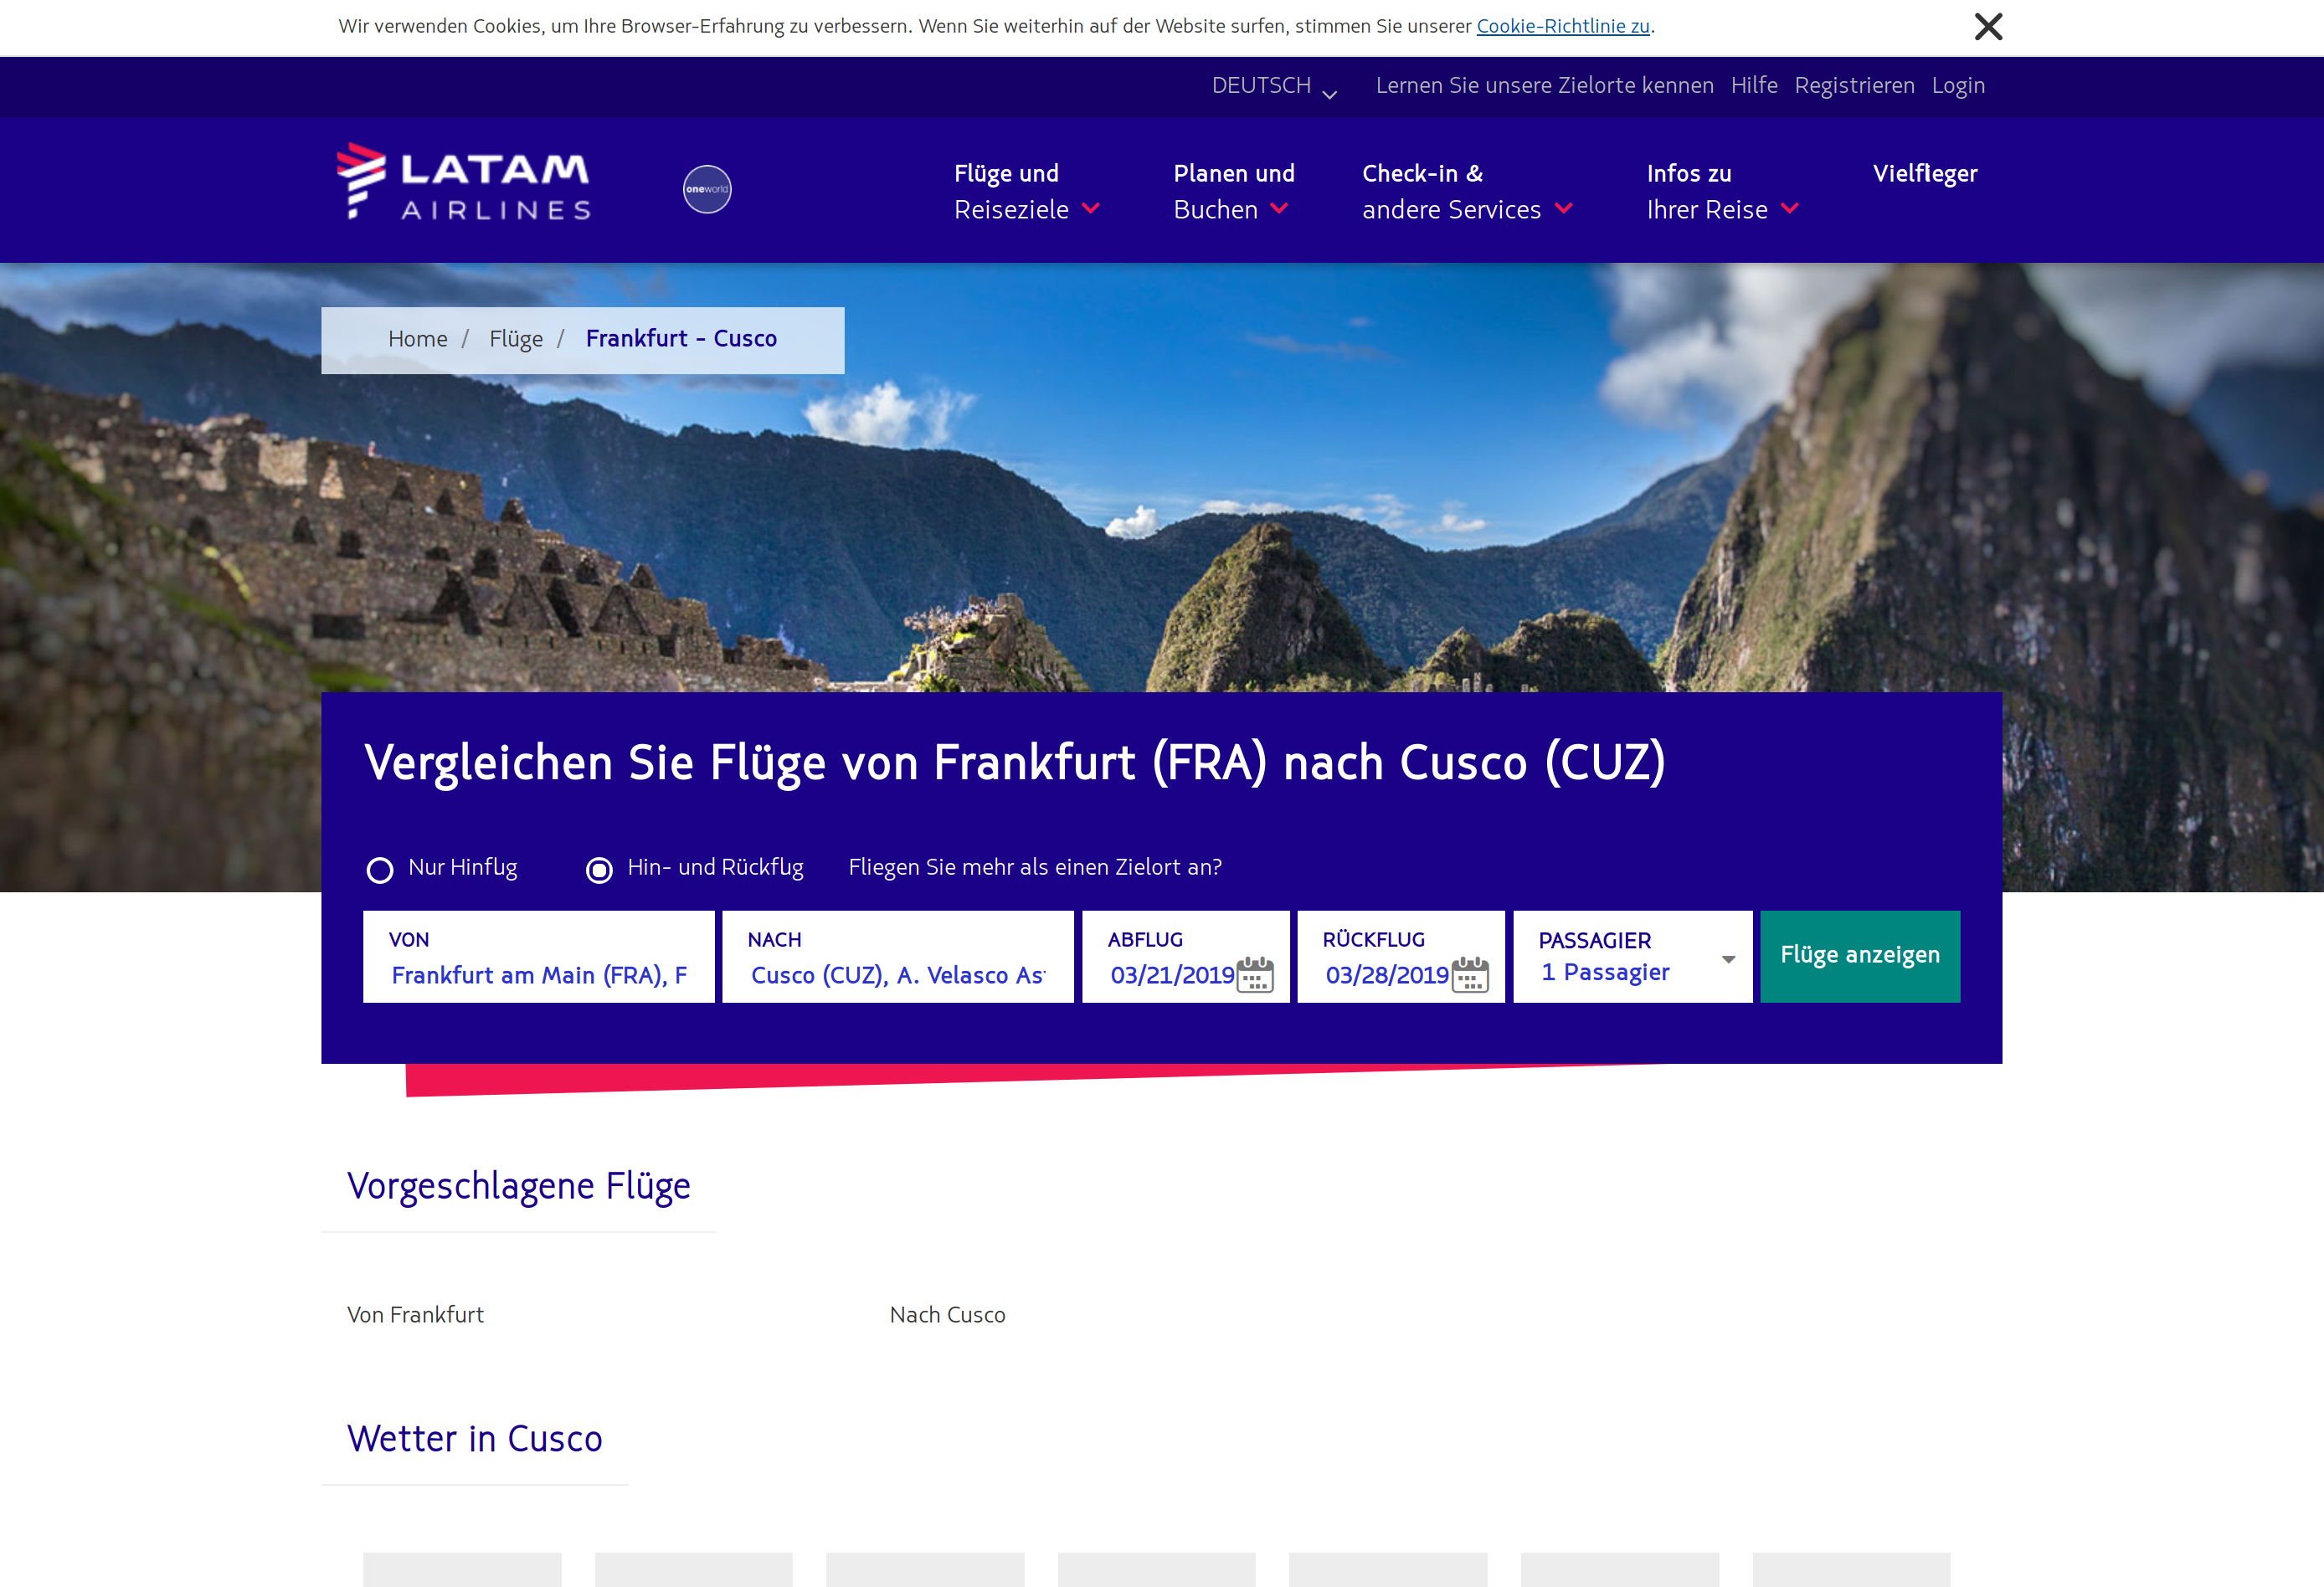 Wir verwenden Cookies, um Ihre Browser-Erfahrung zu verbessern. Wenn Sie weiterhin auf der Website surfen, stimmen Sie unserer Cookie-Richtlinie zu.
DEUTSCH Lernen Sie unsere Zielorte kennen Hilfe Registrieren Login
LATAM
AIRLINES
oneworld
Flüge und
Reiseziele
Planen und
Buchen
Check-in &
andere Services
Infos zu
Ihrer Reise
Vielflieger
Home / Flüge / Frankfurt - Cusco
Vergleichen Sie Flüge von Frankfurt (FRA) nach Cusco (CUZ)
Nur Hinflug Hin- und Rückflug Fliegen Sie mehr als einen Zielort an?
VON
Frankfurt am Main (FRA), F
NACH
Cusco (CUZ), A. Velasco As
ABFLUG
03/21/2019
RÜCKFLUG
03/28/2019
PASSAGIER
1 Passagier
Flüge anzeigen
Vorgeschlagene Flüge
Von Frankfurt Nach Cusco
Wetter in Cusco